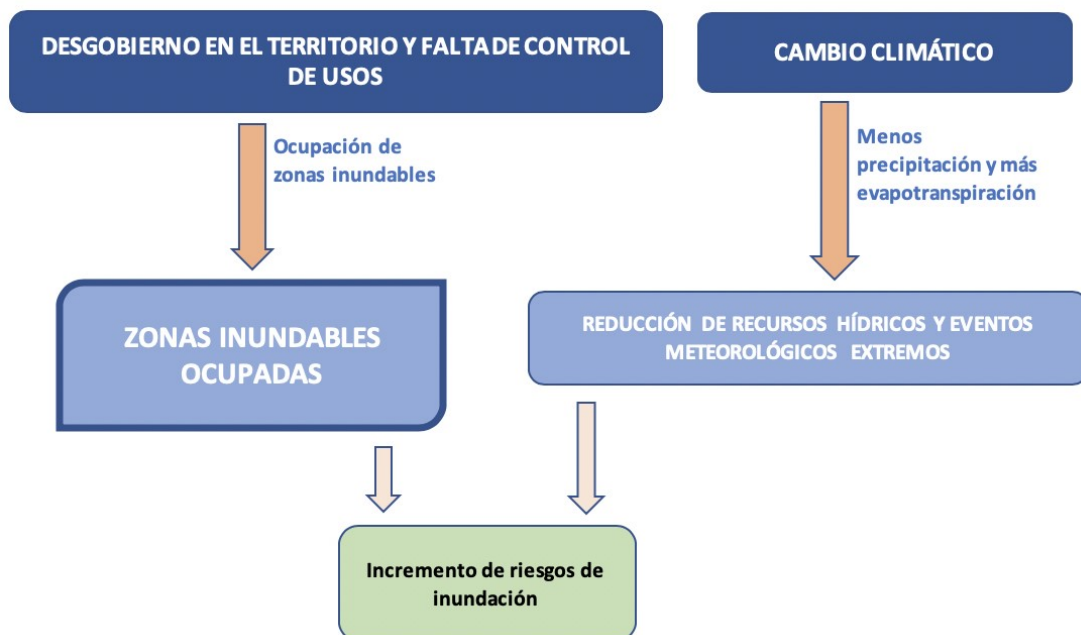 DESGOBIERNO EN EL TERRITORIO Y FALTA DE CONTROL
DE USOS
CAMBIO CLIMÁTICO
Ocupación de
zonas inundables
Menos
precipitación y más
evapotranspiración
ZONAS INUNDABLES
OCUPADAS
REDUCCIÓN DE RECURSOS HÍDRICOS Y EVENTOS
METEOROLÓGICOS EXTREMOS
Incremento de riesgos de
inundación